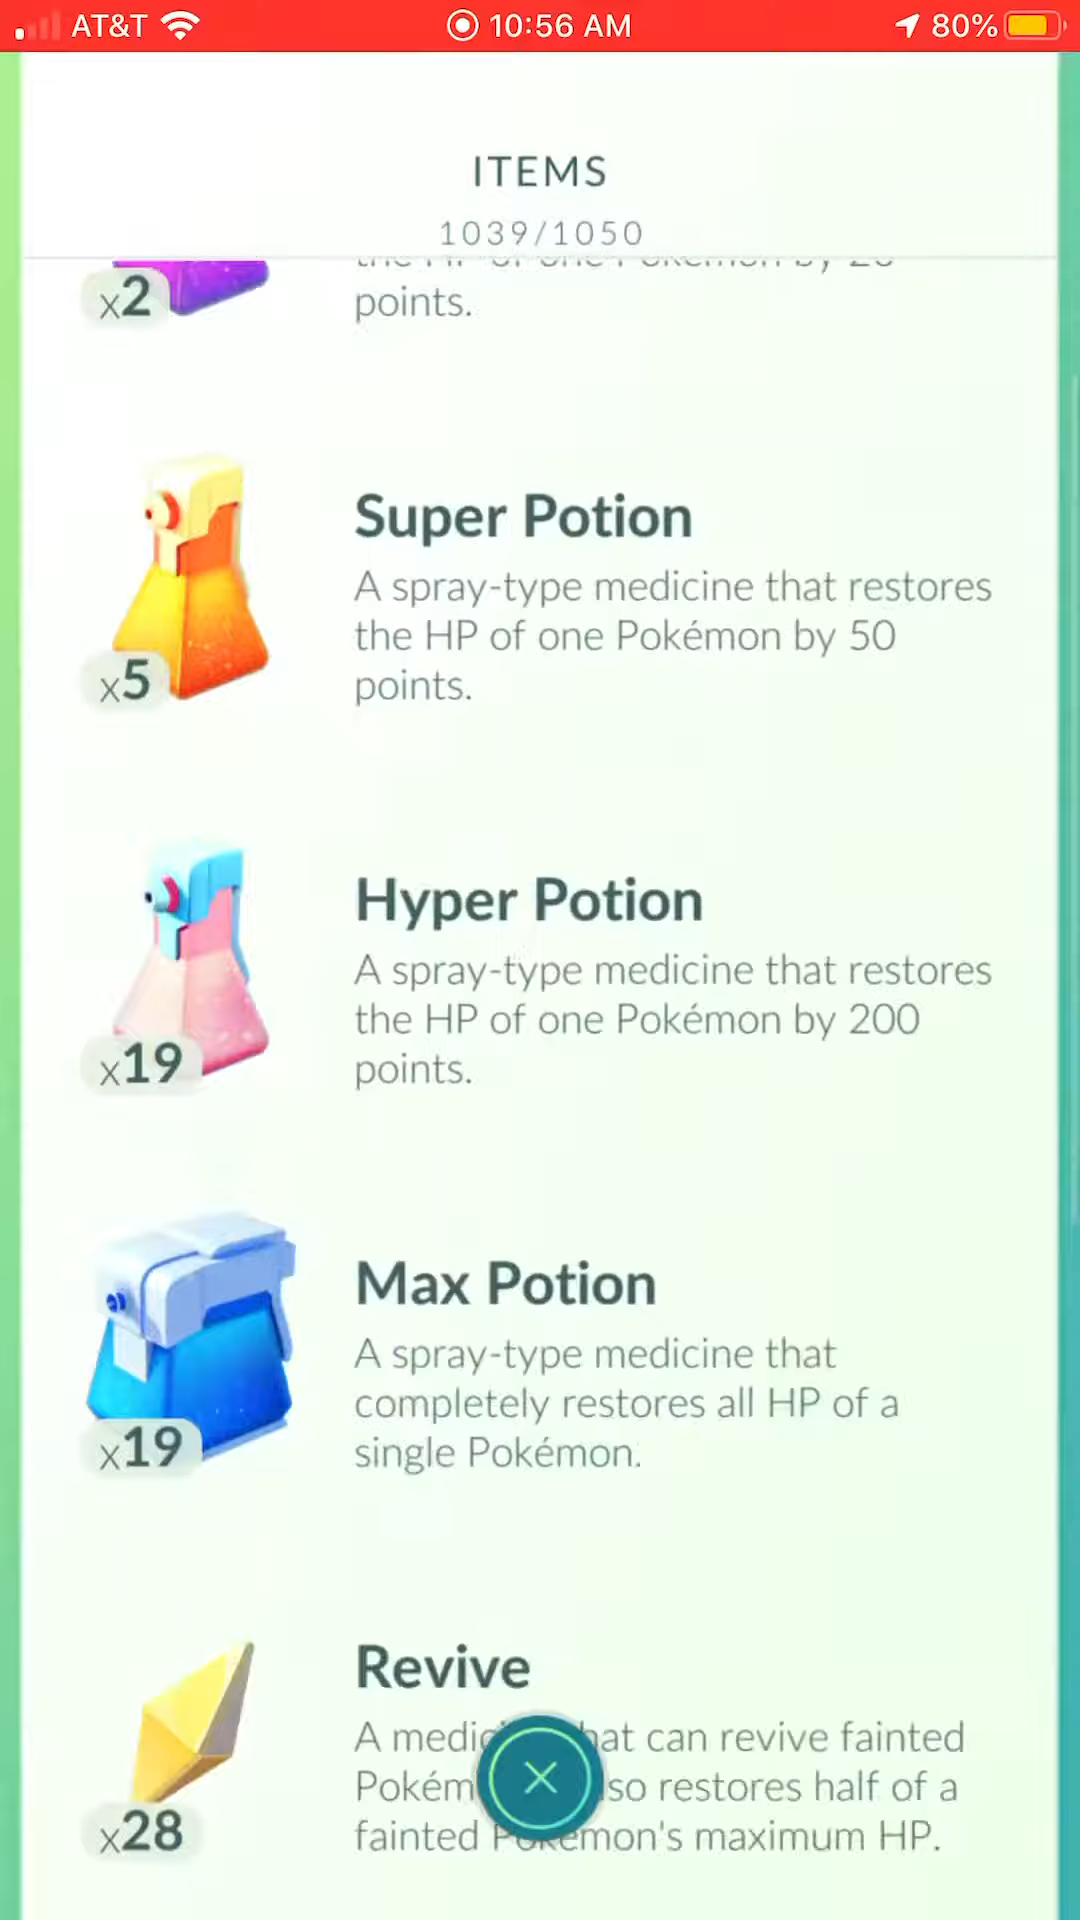 AT&T 10:56 AM 80%
ITEMS
1039/1050
x2
points.
Super Potion
A spray-type medicine that restores
the HP of one Pokémon by 50
points.
x5
Hyper Potion
A spray-type medicine that restores
the HP of one Pokémon by 200
points.
x19
Max Potion
A spray-type medicine that
completely restores all HP of a
single Pokémon.
x19
Revive
A hat can revive fainted
so restores half of a
fainted Pokémon's maximum HP.
x28